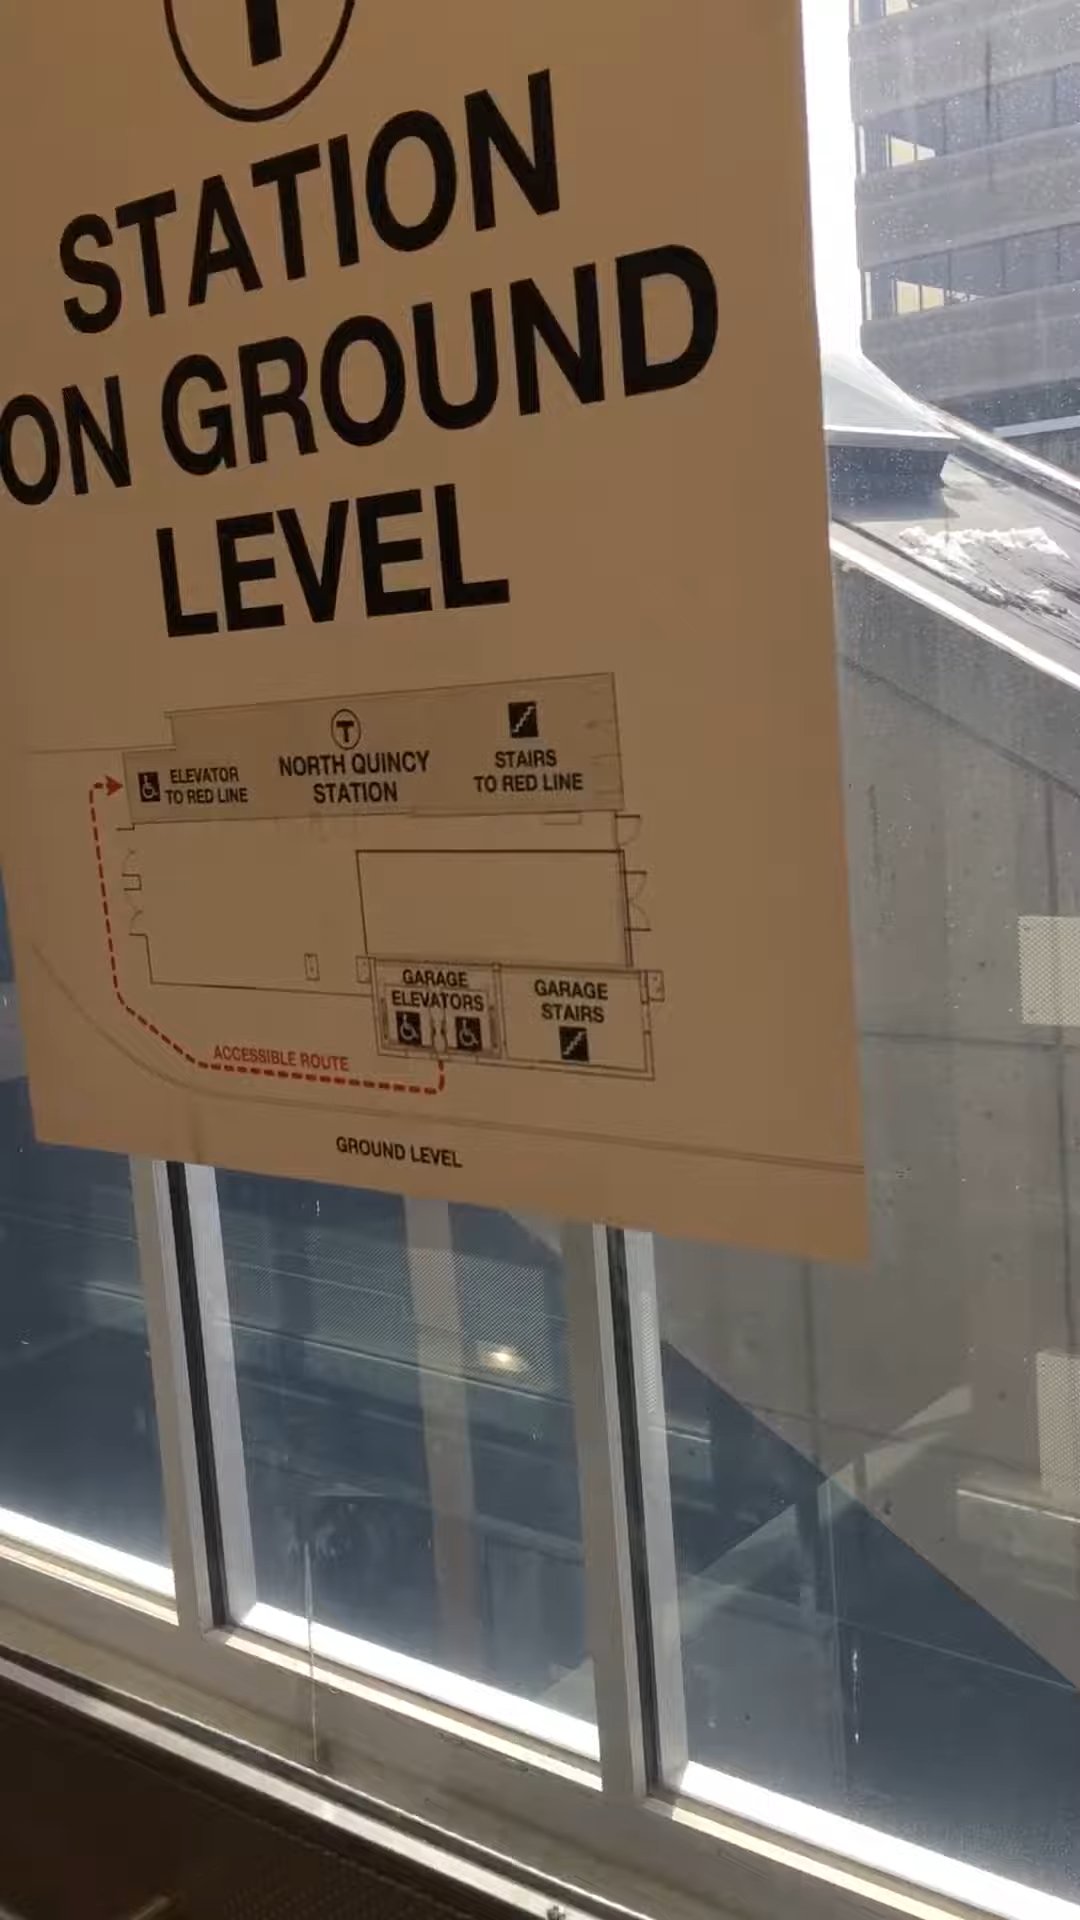 T
STATION
ON GROUND
LEVEL
T
NORTH QUINCY
STATION
ELEVATOR
TO RED LINE
STAIRS
TO RED LINE
GARAGE
ELEVATORS
GARAGE
STAIRS
ACCESSIBLE ROUTE
GROUND LEVEL